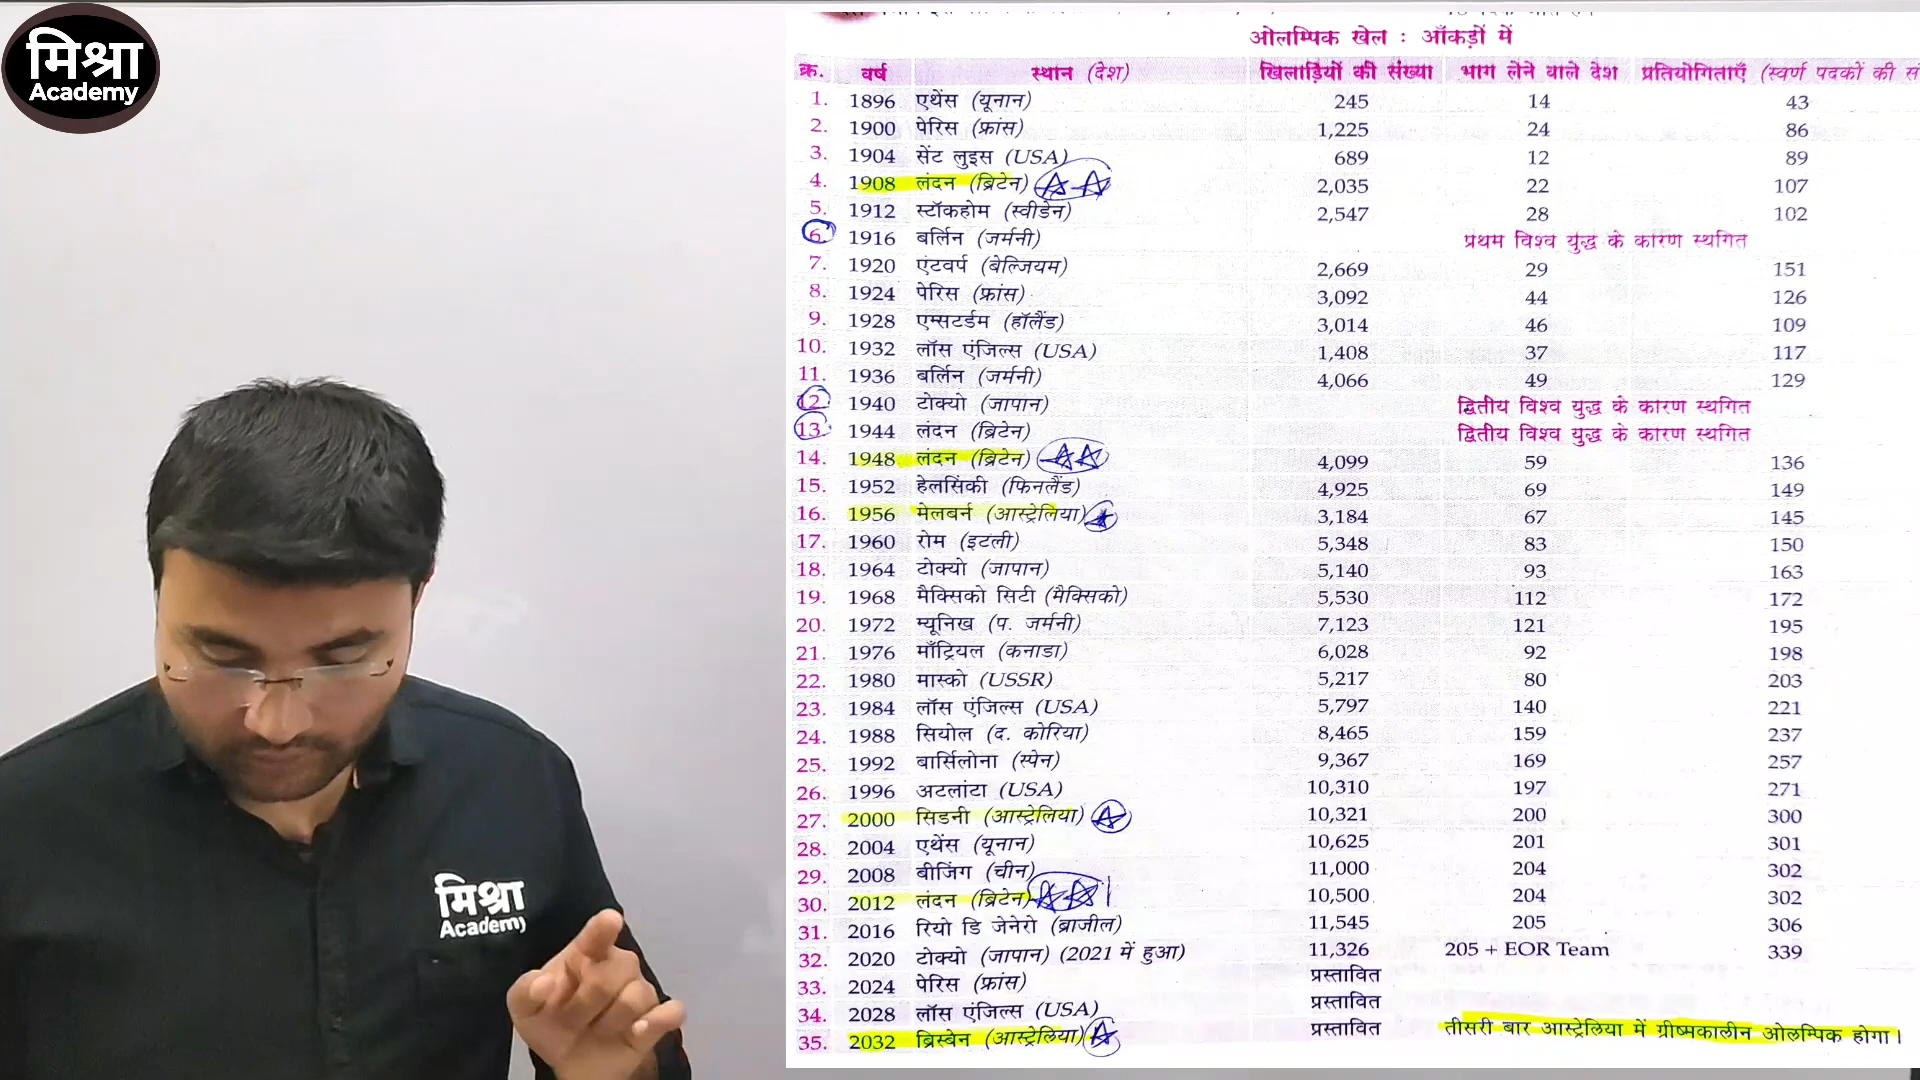 मिश्रा
Academy
ओलम्पिक खेल : आँकड़ों में
क्र. वर्ष स्थान (देश) खिलाड़ियों की संख्या भाग लेने वाले देश प्रतियोगिताएँ (स्वर्ण पदकों की सं
1. 1896 एथेंस (यूनान) 245 14 43
2. 1900 पेरिस (फ्रांस) 1,225 24 86
3. 1904 सेंट लुइस (USA) 689 12 89
4. 1908 लंदन (ब्रिटेन) 2,035 22 107
5. 1912 स्टॉकहोम (स्वीडेन) 2,547 28 102
6. 1916 बर्लिन (जर्मनी) प्रथम विश्व युद्ध के कारण स्थगित
7. 1920 एंटवर्प (बेल्जियम) 2,669 29 151
8. 1924 पेरिस (फ्रांस) 3,092 44 126
9. 1928 एम्सटर्डम (हॉलैंड) 3,014 46 109
10. 1932 लॉस एंजिल्स (USA) 1,408 37 117
11. 1936 बर्लिन (जर्मनी) 4,066 49 129
12. 1940 टोक्यो (जापान) द्वितीय विश्व युद्ध के कारण स्थगित
13. 1944 लंदन (ब्रिटेन) द्वितीय विश्व युद्ध के कारण स्थगित
14. 1948 लंदन (ब्रिटेन) 4,099 59 136
15. 1952 हेलसिंकी (फिनलैंड) 4,925 69 149
16. 1956 मेलबर्न (आस्ट्रेलिया) 3,184 67 145
17. 1960 रोम (इटली) 5,348 83 150
18. 1964 टोक्यो (जापान) 5,140 93 163
19. 1968 मैक्सिको सिटी (मैक्सिको) 5,530 112 172
20. 1972 म्यूनिख (प. जर्मनी) 7,123 121 195
21. 1976 माँट्रियल (कनाडा) 6,028 92 198
22. 1980 मास्को (USSR) 5,217 80 203
23. 1984 लॉस एंजिल्स (USA) 5,797 140 221
24. 1988 सियोल (द. कोरिया) 8,465 159 237
25. 1992 बार्सिलोना (स्पेन) 9,367 169 257
26. 1996 अटलांटा (USA) 10,310 197 271
27. 2000 सिडनी (आस्ट्रेलिया) 10,321 200 300
28. 2004 एथेंस (यूनान) 10,625 201 301
29. 2008 बीजिंग (चीन) 11,000 204 302
30. 2012 लंदन (ब्रिटेन) 10,500 204 302
31. 2016 रियो डि जेनेरो (ब्राजील) 11,545 205 306
32. 2020 टोक्यो (जापान) (2021 में हुआ) 11,326 205 + EOR Team 339
33. 2024 पेरिस (फ्रांस) प्रस्तावित
34. 2028 लॉस एंजिल्स (USA) प्रस्तावित
35. 2032 ब्रिस्बेन (आस्ट्रेलिया) प्रस्तावित तीसरी बार आस्ट्रेलिया में ग्रीष्मकालीन ओलम्पिक होगा।
मिश्रा
Academy